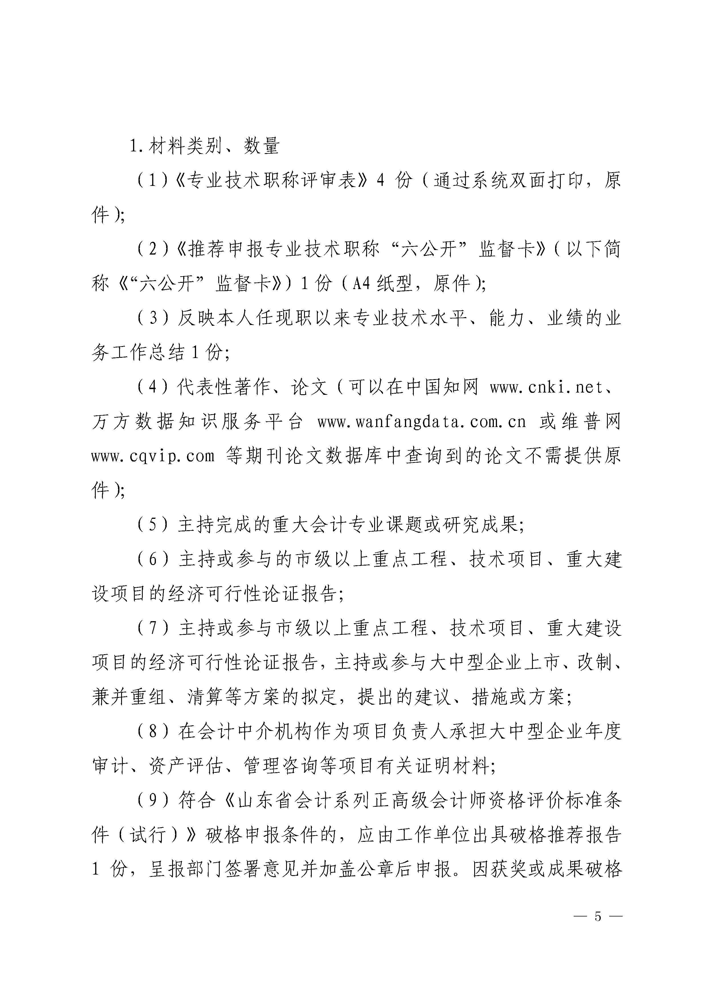 1.材料类别、数量
（1）《专业技术职称评审表》4 份（通过系统双面打印，原
件）；
（2）《推荐申报专业技术职称“六公开”监督卡》（以下简
称《“六公开”监督卡》）1份（A4纸型，原件）；
（3）反映本人任现职以来专业技术水平、能力、业绩的业
务工作总结1份；
（4）代表性著作、论文（可以在中国知网 www.cnki.net、
万方数据知识服务平台 www.wanfangdata.com.cn 或维普网
www.cqvip.com 等期刊论文数据库中查询到的论文不需提供原
件）；
（5）主持完成的重大会计专业课题或研究成果；
（6）主持或参与的市级以上重点工程、技术项目、重大建
设项目的经济可行性论证报告；
（7）主持或参与市级以上重点工程、技术项目、重大建设
项目的经济可行性论证报告，主持或参与大中型企业上市、改制、
兼并重组、清算等方案的拟定，提出的建议、措施或方案；
（8）在会计中介机构作为项目负责人承担大中型企业年度
审计、资产评估、管理咨询等项目有关证明材料；
（9）符合《山东省会计系列正高级会计师资格评价标准条
件（试行）》破格申报条件的，应由工作单位出具破格推荐报告
1 份，呈报部门签署意见并加盖公章后申报。因获奖或成果破格
— 5 —